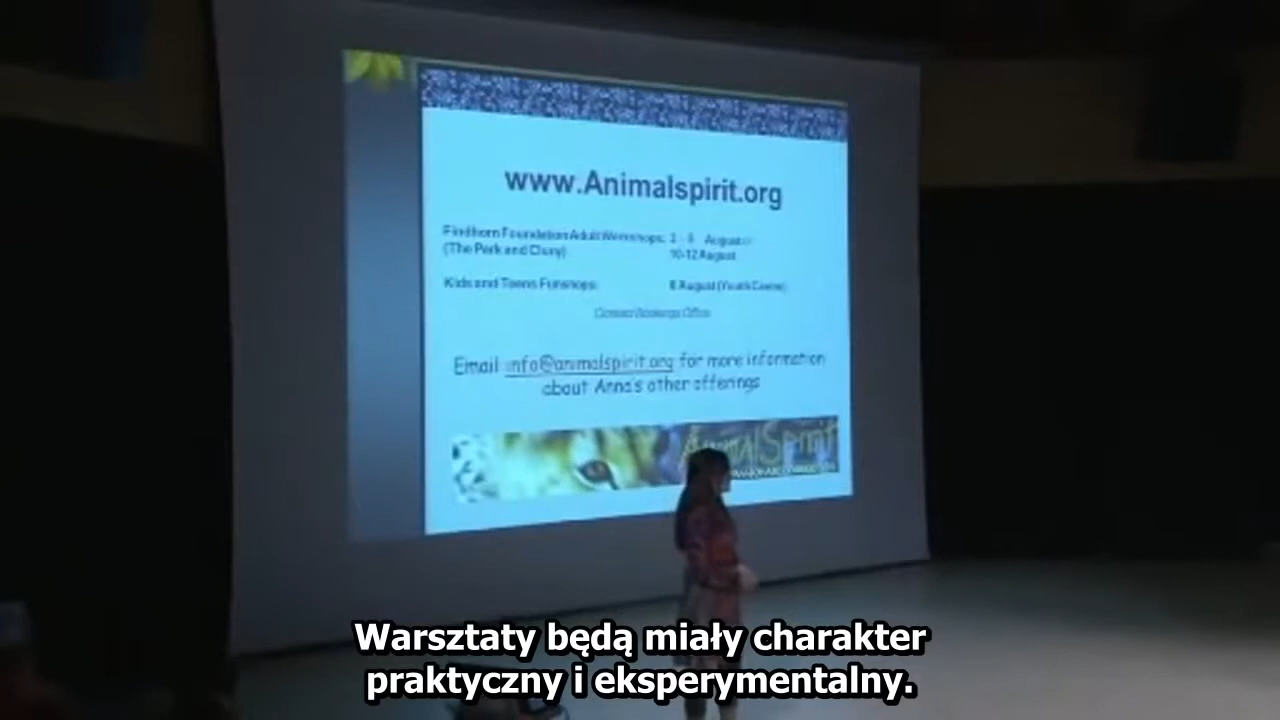 www.Animalspirit.org
Findhorn Foundation Adult Workshops: August
(The Park and Cluny) 10-12 August
Kids and Teens Funshops: 8 August (Youth Centre)
Contact Bookings Office
Email info@animalspirit.org for more information
about Anna's other offerings
AnimalSpirit
Warsztaty będą miały charakter
praktyczny i eksperymentalny.